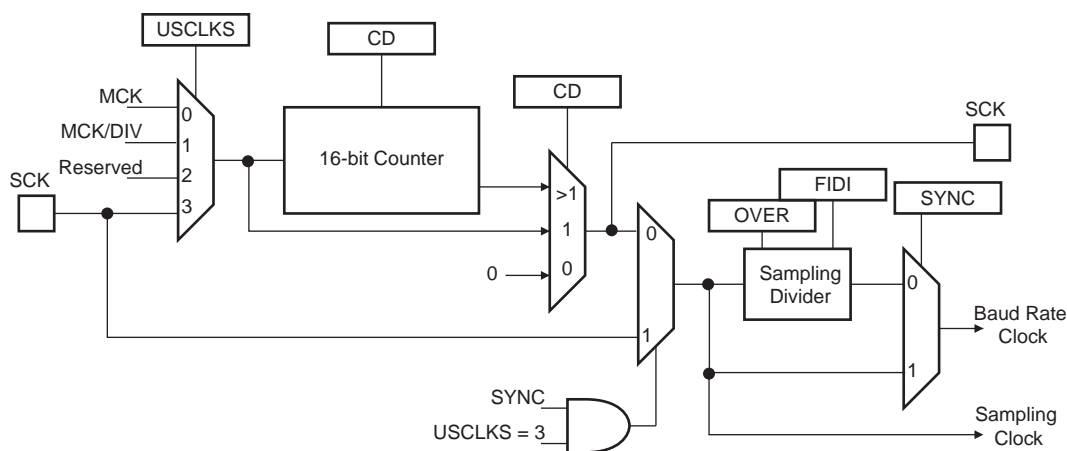 USCLKS
CD
CD
MCK
MCK/DIV
Reserved
SCK
0
1
2
3
16-bit Counter
>1
1
0
0
SCK
FIDI
OVER
SYNC
0
1
Sampling
Divider
0
1
Baud Rate
Clock
SYNC
USCLKS = 3
Sampling
Clock